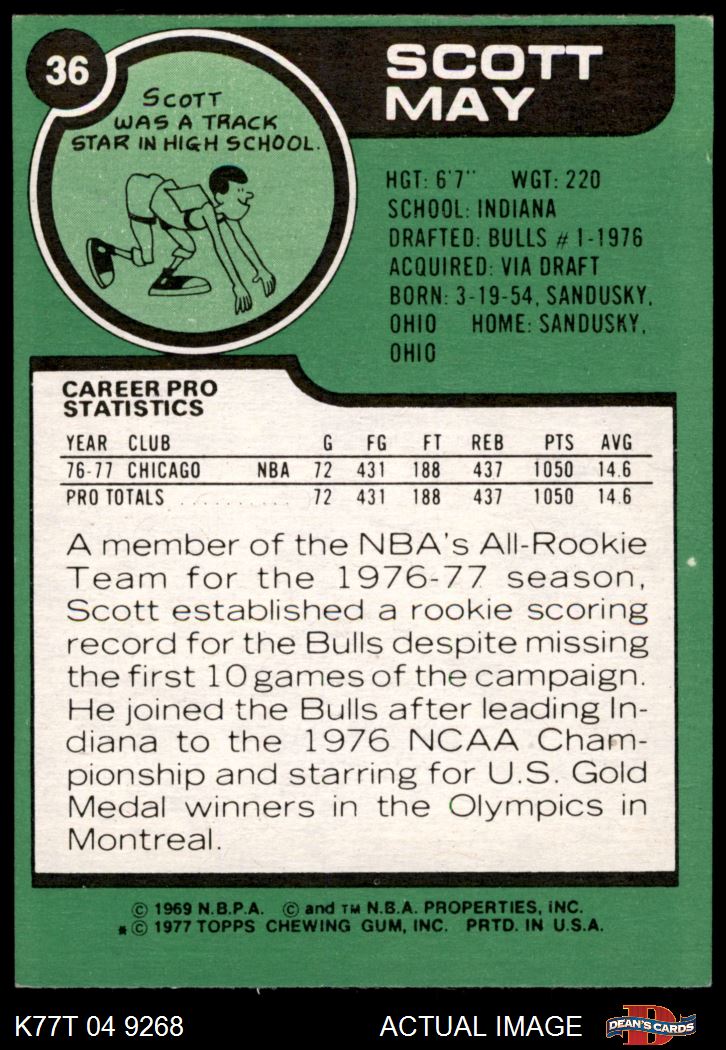 36
SCOTT
WAS A TRACK
STAR IN HIGH SCHOOL.
SCOTT
MAY
HGT: 6'7" WGT: 220
SCHOOL: INDIANA
DRAFTED: BULLS # 1-1976
ACQUIRED: VIA DRAFT
BORN: 3-19-54, SANDUSKY,
OHIO HOME: SANDUSKY,
OHIO
CAREER PRO
STATISTICS
YEAR CLUB G FG FT REB PTS AVG
76-77 CHICAGO NBA 72 431 188 437 1050 14.6
PRO TOTALS . . . . . . . . . . 72 431 188 437 1050 14.6
A member of the NBA's All-Rookie
Team for the 1976-77 season,
Scott established a rookie scoring
record for the Bulls despite missing
the first 10 games of the campaign.
He joined the Bulls after leading In-
diana to the 1976 NCAA Cham-
pionship and starring for U.S. Gold
Medal winners in the Olympics in
Montreal.
© 1969 N.B.P.A. © and TM N.B.A. PROPERTIES, INC.
* © 1977 TOPPS CHEWING GUM, INC. PRTD. IN U.S.A.
K77T 04 9268 ACTUAL IMAGE DEAN'S CARDS